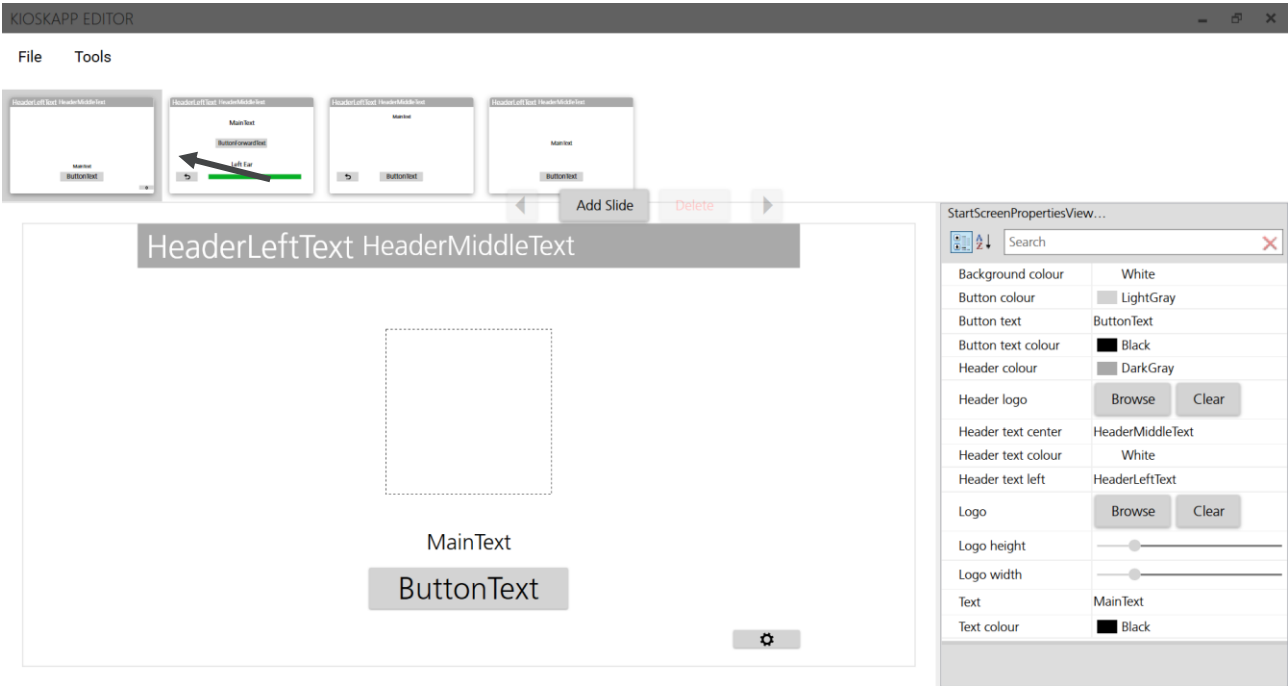 KIOSKAPP EDITOR
File Tools
HeaderLeftText HeaderMiddleText
MainText
ButtonText
HeaderLeftText HeaderMiddleText
MainText
ButtonForwardText
Left Ear
HeaderLeftText HeaderMiddleText
MainText
ButtonText
HeaderLeftText HeaderMiddleText
MainText
ButtonText
Add Slide Delete
HeaderLeftText HeaderMiddleText
MainText
ButtonText
StartScreenPropertiesView...
Search
Background colour White
Button colour LightGray
Button text ButtonText
Button text colour Black
Header colour DarkGray
Header logo Browse Clear
Header text center HeaderMiddleText
Header text colour White
Header text left HeaderLeftText
Logo Browse Clear
Logo height
Logo width
Text MainText
Text colour Black